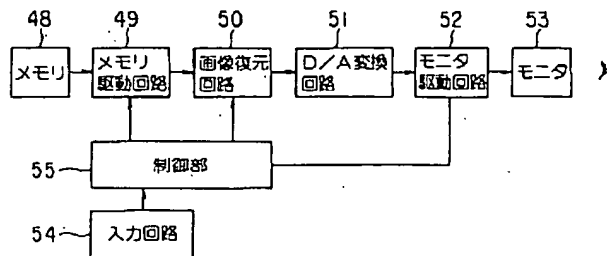 48
49
50
51
52
53
メモリ
メモリ
駆動回路
画像復元
回路
D/A変換
回路
モニタ
駆動回路
モニタ
55
制御部
54
入力回路